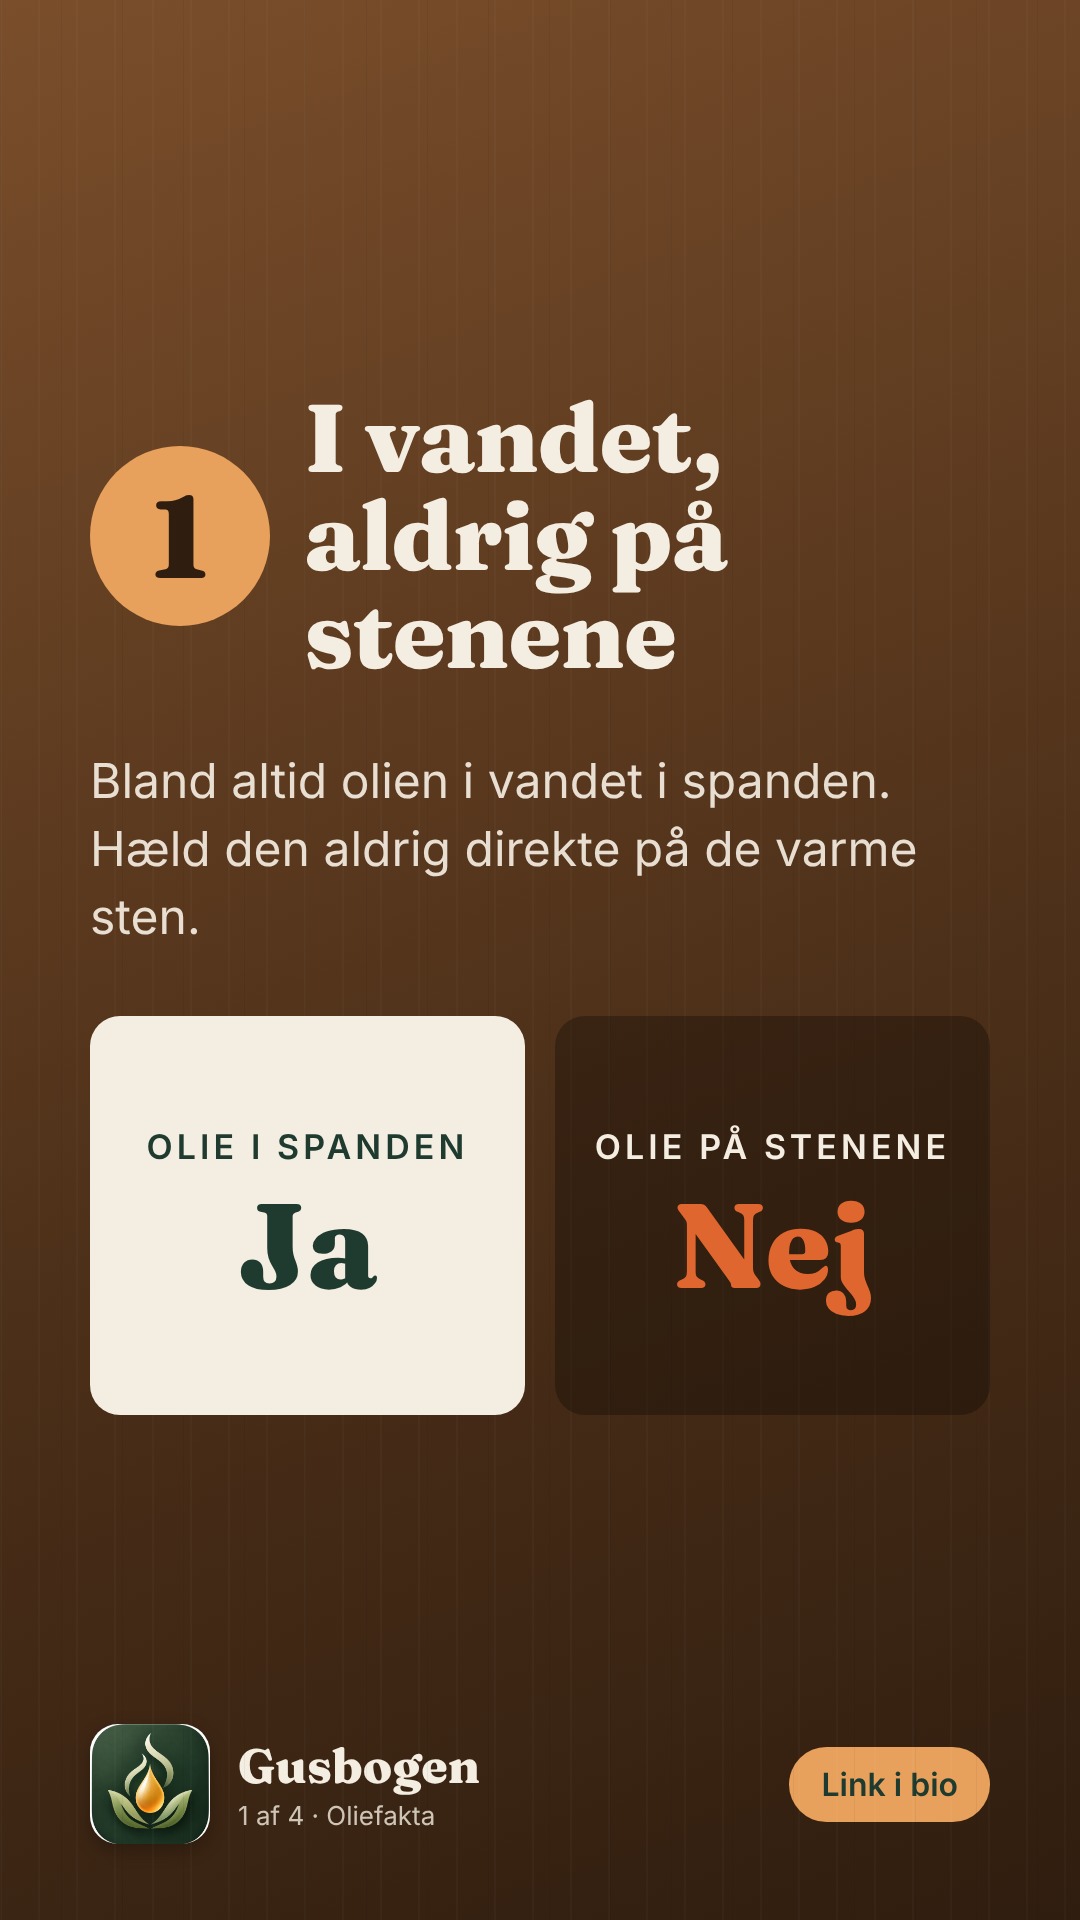 1
I vandet,
aldrig på
stenene
Bland altid olien i vandet i spanden.
Hæld den aldrig direkte på de varme
sten.
OLIE I SPANDEN
Ja
OLIE PÅ STENENE
Nej
Gusbogen
1 af 4 · Oliefakta
Link i bio